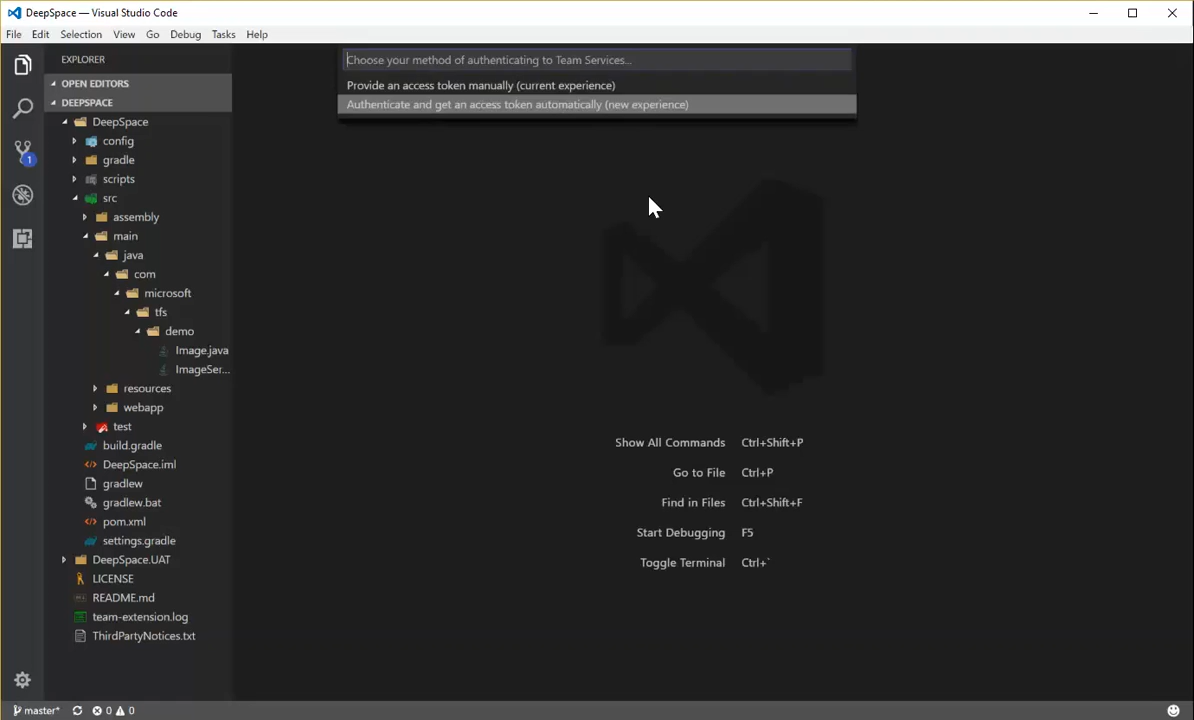 DeepSpace — Visual Studio Code
File Edit Selection View Go Debug Tasks Help
EXPLORER
OPEN EDITORS
DEEPSPACE
DeepSpace
config
gradle
scripts
src
assembly
main
java
com
microsoft
tfs
demo
Image.java
ImageSer...
resources
webapp
test
build.gradle
DeepSpace.iml
gradlew
gradlew.bat
pom.xml
settings.gradle
DeepSpace.UAT
LICENSE
README.md
team-extension.log
ThirdPartyNotices.txt
1
Choose your method of authenticating to Team Services...
Provide an access token manually (current experience)
Authenticate and get an access token automatically (new experience)
Show All Commands Ctrl+Shift+P
Go to File Ctrl+P
Find in Files Ctrl+Shift+F
Start Debugging F5
Toggle Terminal Ctrl+`
master* 0 0